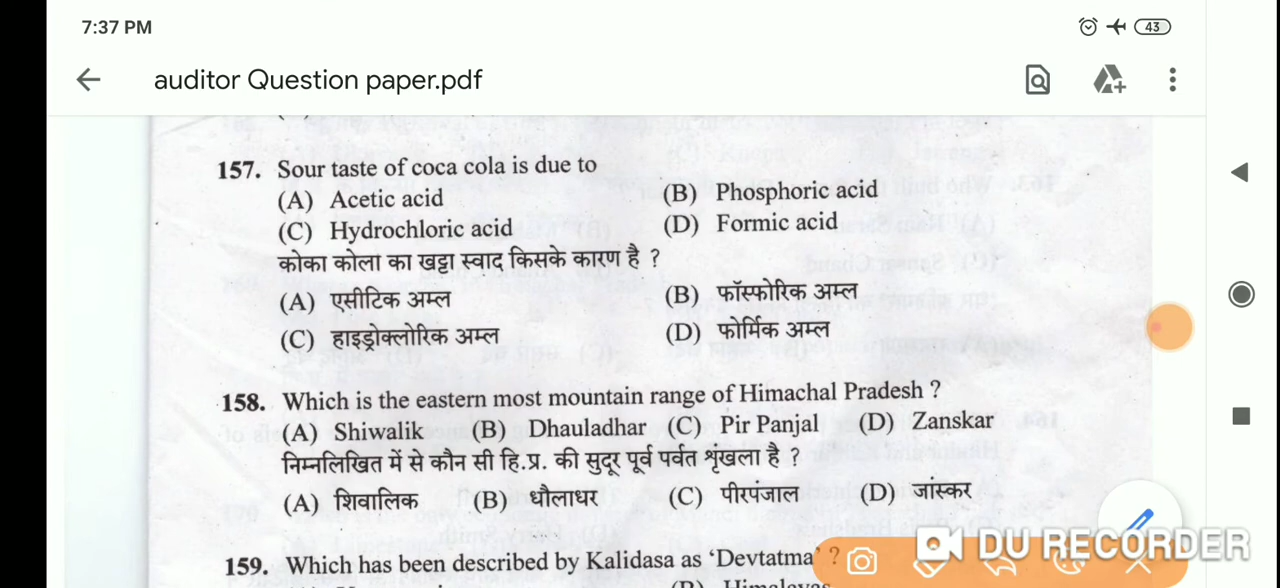 7:37 PM
43
auditor Question paper.pdf
157. Sour taste of coca cola is due to
(A) Acetic acid (B) Phosphoric acid
(C) Hydrochloric acid (D) Formic acid
कोका कोला का खट्टा स्वाद किसके कारण है ?
(A) एसीटिक अम्ल (B) फॉस्फोरिक अम्ल
(C) हाइड्रोक्लोरिक अम्ल (D) फोर्मिक अम्ल
158. Which is the eastern most mountain range of Himachal Pradesh ?
(A) Shiwalik (B) Dhauladhar (C) Pir Panjal (D) Zanskar
निम्नलिखित में से कौन सी हि.प्र. की सुदूर पूर्व पर्वत शृंखला है ?
(A) शिवालिक (B) धौलाधर (C) पीरपंजाल (D) जांस्कर
DU RECORDER
159. Which has been described by Kalidasa as ‘Devtatma’ ?
(B) Himalayas